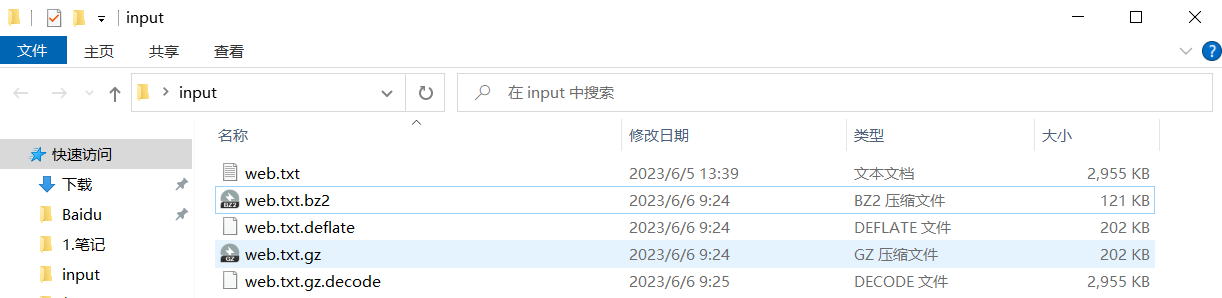 input
文件 主页 共享 查看
input 在 input 中搜索
名称 修改日期 类型 大小
快速访问
下载
Baidu
1.笔记
input
web.txt 2023/6/5 13:39 文本文档 2,955 KB
web.txt.bz2 2023/6/6 9:24 BZ2 压缩文件 121 KB
web.txt.deflate 2023/6/6 9:24 DEFLATE 文件 202 KB
web.txt.gz 2023/6/6 9:24 GZ 压缩文件 202 KB
web.txt.gz.decode 2023/6/6 9:25 DECODE 文件 2,955 KB